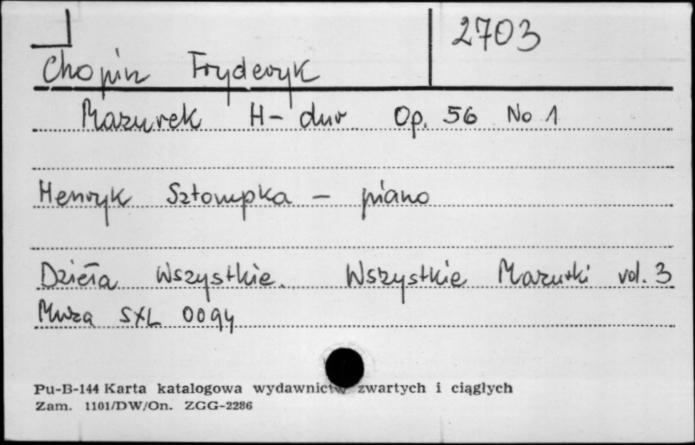 2703
Chopin Fryderyk
Mazurek H-dur Op. 56 No 1
Henryk Sztompka – piano
Dzieła Wszystkie. Wszystkie Mazurki vol. 3
Muza SXL 0094
Pu-B-144 Karta katalogowa wydawnictw zwartych i ciągłych
Zam. 1101/DW/On. ZGG-2286